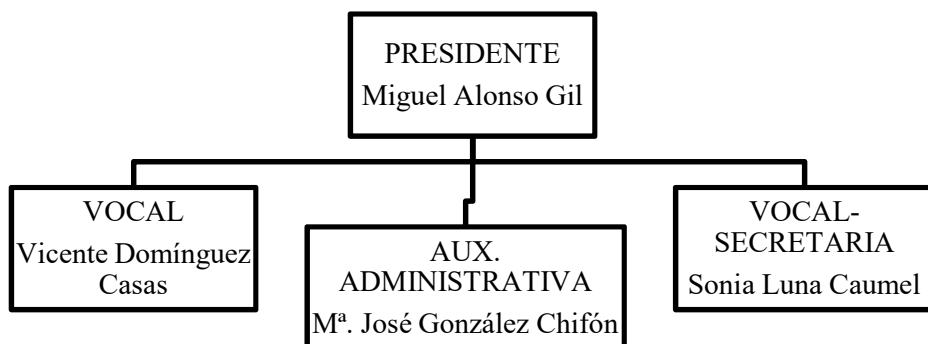 PRESIDENTE
Miguel Alonso Gil
VOCAL
Vicente Domínguez
Casas
AUX.
ADMINISTRATIVA
Mª. José González Chifón
VOCAL-
SECRETARIA
Sonia Luna Caumel